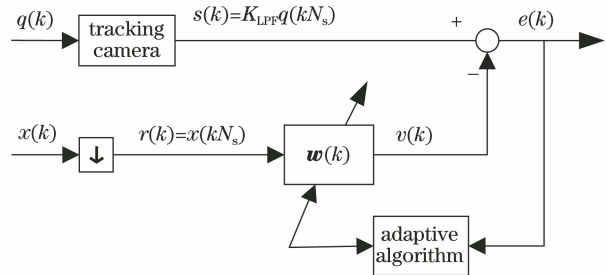 q(k)
tracking
camera
s(k)=K_LPF q(kN_s)
+
e(k)
−
x(k)
↓
r(k)=x(kN_s)
w(k)
v(k)
adaptive
algorithm